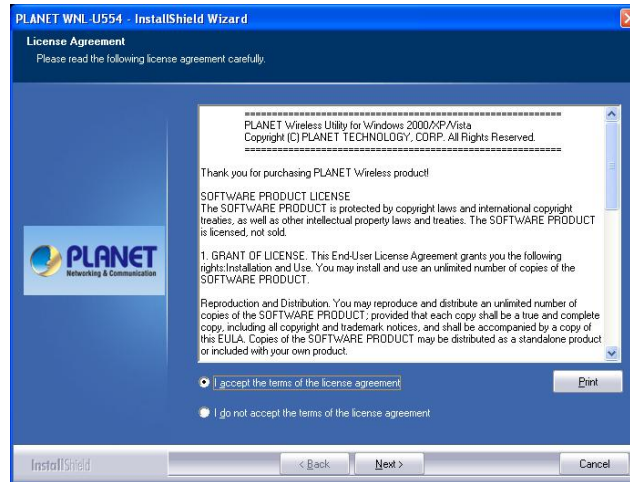 PLANET WNL-U554 - InstallShield Wizard
License Agreement
Please read the following license agreement carefully.
============================================================
PLANET Wireless Utility for Windows 2000/XP/Vista
Copyright (C) PLANET TECHNOLOGY, CORP. All Rights Reserved.
============================================================
Thank you for purchasing PLANET Wireless product!
SOFTWARE PRODUCT LICENSE
The SOFTWARE PRODUCT is protected by copyright laws and international copyright
treaties, as well as other intellectual property laws and treaties. The SOFTWARE PRODUCT
is licensed, not sold.
1. GRANT OF LICENSE. This End-User License Agreement grants you the following
rights:Installation and Use. You may install and use an unlimited number of copies of the
SOFTWARE PRODUCT.
Reproduction and Distribution. You may reproduce and distribute an unlimited number of
copies of the SOFTWARE PRODUCT; provided that each copy shall be a true and complete
copy, including all copyright and trademark notices, and shall be accompanied by a copy of
this EULA. Copies of the SOFTWARE PRODUCT may be distributed as a standalone product
or included with your own product.
PLANET
Networking & Communication
I accept the terms of the license agreement
Print
I do not accept the terms of the license agreement
InstallShield
< Back
Next >
Cancel